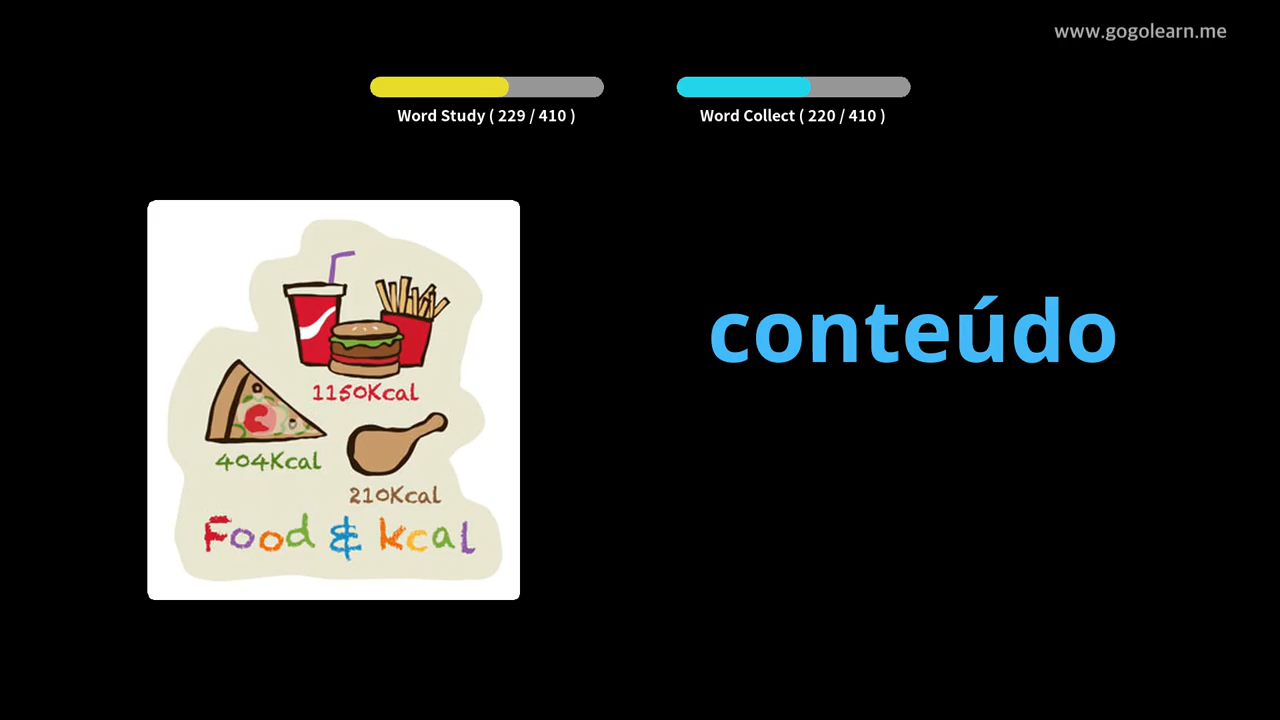 www.gogolearn.me
Word Study ( 229 / 410 )
Word Collect ( 220 / 410 )
1150Kcal
404Kcal
210Kcal
Food & kcal
conteúdo